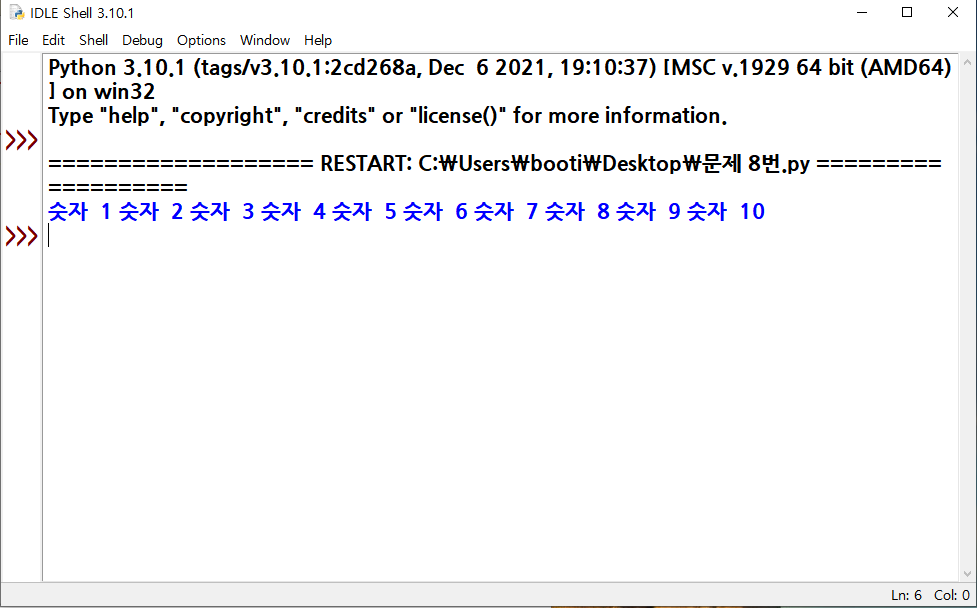 IDLE Shell 3.10.1
File Edit Shell Debug Options Window Help
Python 3.10.1 (tags/v3.10.1:2cd268a, Dec  6 2021, 19:10:37) [MSC v.1929 64 bit (AMD64)
] on win32
Type "help", "copyright", "credits" or "license()" for more information.
>>>
=================== RESTART: C:₩Users₩booti₩Desktop₩문제 8번.py =========
==========
숫자  1 숫자  2 숫자  3 숫자  4 숫자  5 숫자  6 숫자  7 숫자  8 숫자  9 숫자  10
>>>
Ln: 6 Col: 0